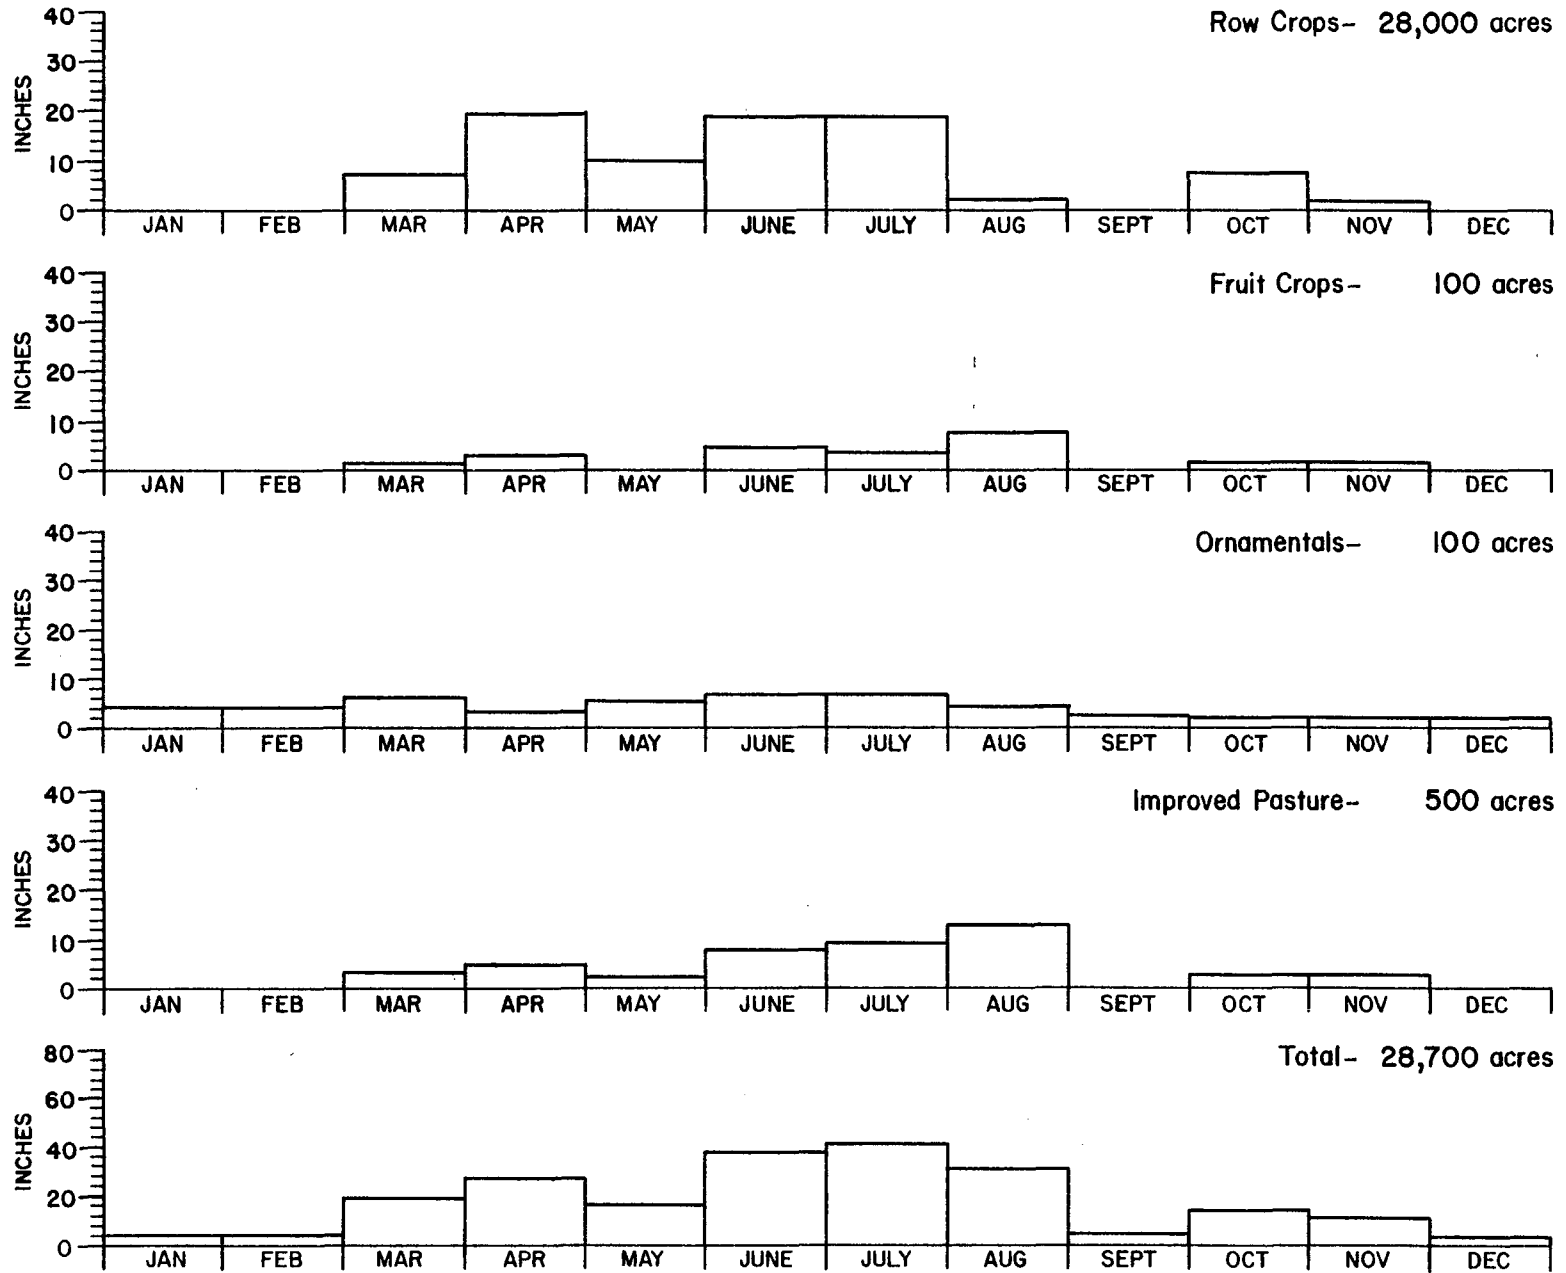 Row Crops– 28,000 acres
40
30
20
10
0
INCHES
JAN FEB MAR APR MAY JUNE JULY AUG SEPT OCT NOV DEC
Fruit Crops– 100 acres
40
30
20
10
0
INCHES
JAN FEB MAR APR MAY JUNE JULY AUG SEPT OCT NOV DEC
Ornamentals– 100 acres
40
30
20
10
0
INCHES
JAN FEB MAR APR MAY JUNE JULY AUG SEPT OCT NOV DEC
Improved Pasture– 500 acres
40
30
20
10
0
INCHES
JAN FEB MAR APR MAY JUNE JULY AUG SEPT OCT NOV DEC
Total– 28,700 acres
80
60
40
20
0
INCHES
JAN FEB MAR APR MAY JUNE JULY AUG SEPT OCT NOV DEC